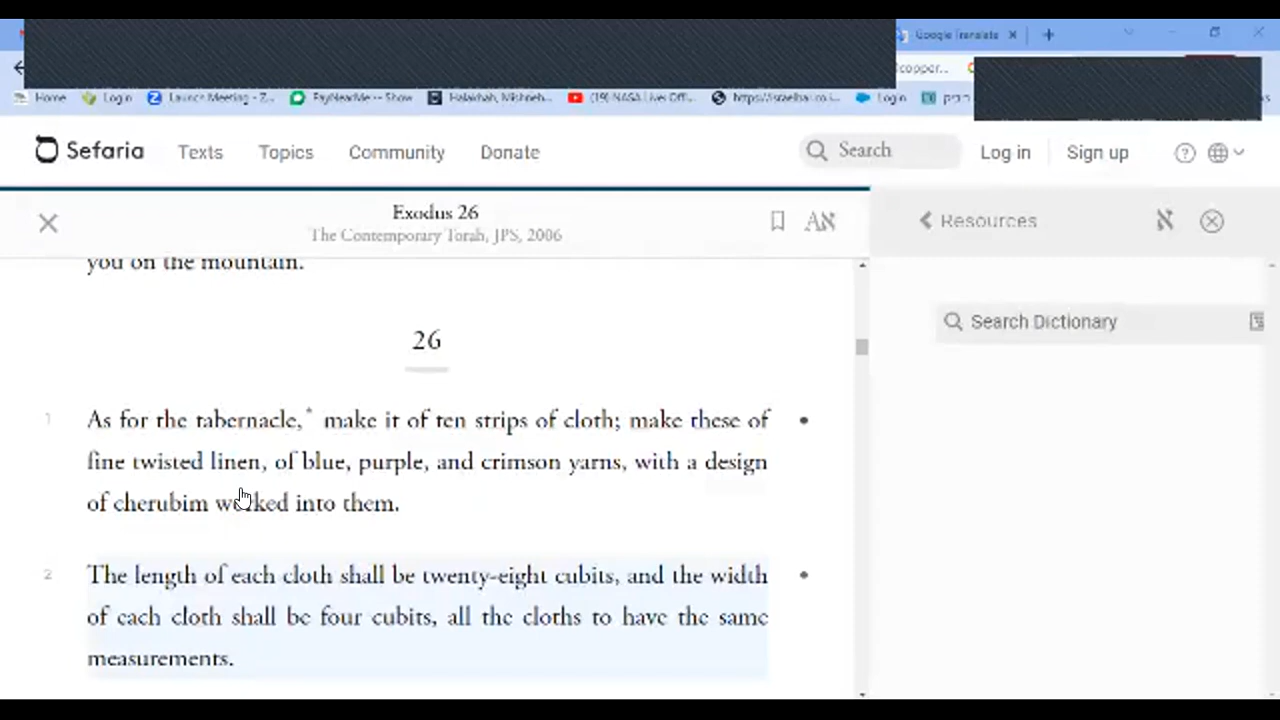 Google Translate
Home Login Launch Meeting - Z... PayNearMe -- Show Halakhah, Mishneh... (19) NASA Live: Offi... Login
Sefaria Texts Topics Community Donate Search Log in Sign up
Exodus 26
The Contemporary Torah, JPS, 2006
Resources
Search Dictionary
you on the mountain.
26
1 As for the tabernacle,* make it of ten strips of cloth; make these of
fine twisted linen, of blue, purple, and crimson yarns, with a design
of cherubim worked into them.
2 The length of each cloth shall be twenty-eight cubits, and the width
of each cloth shall be four cubits, all the cloths to have the same
measurements.